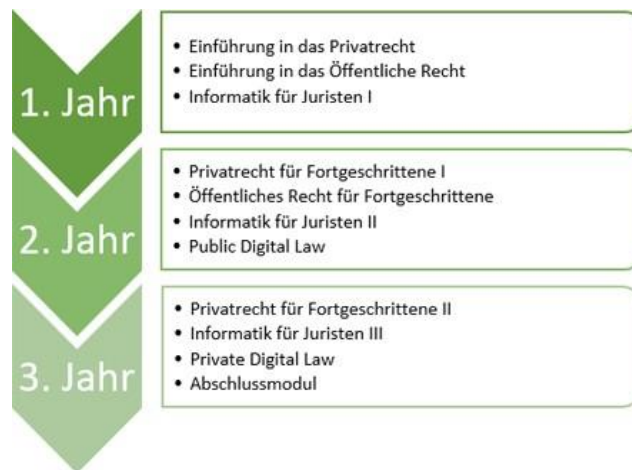 1. Jahr
• Einführung in das Privatrecht
• Einführung in das Öffentliche Recht
• Informatik für Juristen I
2. Jahr
• Privatrecht für Fortgeschrittene I
• Öffentliches Recht für Fortgeschrittene
• Informatik für Juristen II
• Public Digital Law
3. Jahr
• Privatrecht für Fortgeschrittene II
• Informatik für Juristen III
• Private Digital Law
• Abschlussmodul